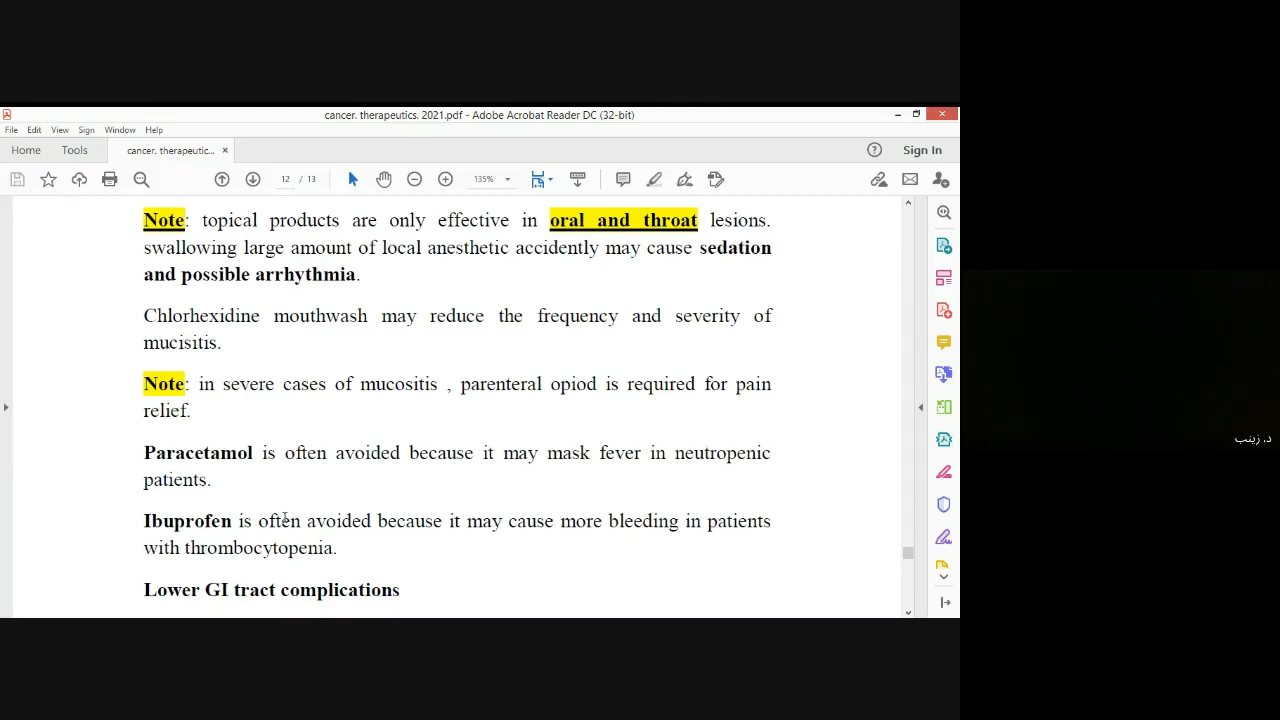 cancer. therapeutics. 2021.pdf - Adobe Acrobat Reader DC (32-bit)
File Edit View Sign Window Help
Home Tools cancer. therapeutic... × Sign In
12 / 13 135%
Note: topical products are only effective in oral and throat lesions.
swallowing large amount of local anesthetic accidently may cause sedation
and possible arrhythmia.
Chlorhexidine mouthwash may reduce the frequency and severity of
mucisitis.
Note: in severe cases of mucositis , parenteral opiod is required for pain
relief.
Paracetamol is often avoided because it may mask fever in neutropenic
patients.
د. زينب
Ibuprofen is often avoided because it may cause more bleeding in patients
with thrombocytopenia.
Lower GI tract complications